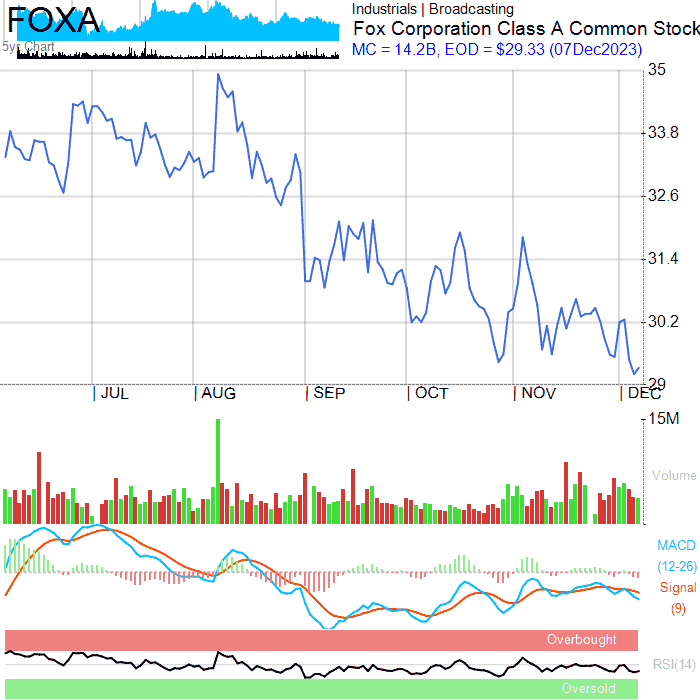 FOXA
5yr Chart
Industrials | Broadcasting
Fox Corporation Class A Common Stock
MC = 14.2B, EOD = $29.33 (07Dec2023)
35
33.8
32.6
31.4
30.2
29
JUL AUG SEP OCT NOV DEC
15M
Volume
MACD
(12-26)
Signal
(9)
Overbought
RSI(14)
Oversold